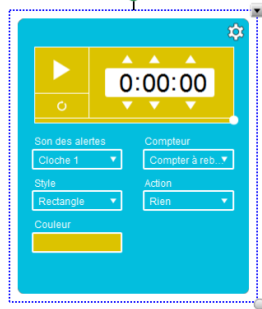 0:00:00
Son des alertes
Compteur
Cloche 1
Compter à reb..
Style
Action
Rectangle
Rien
Couleur